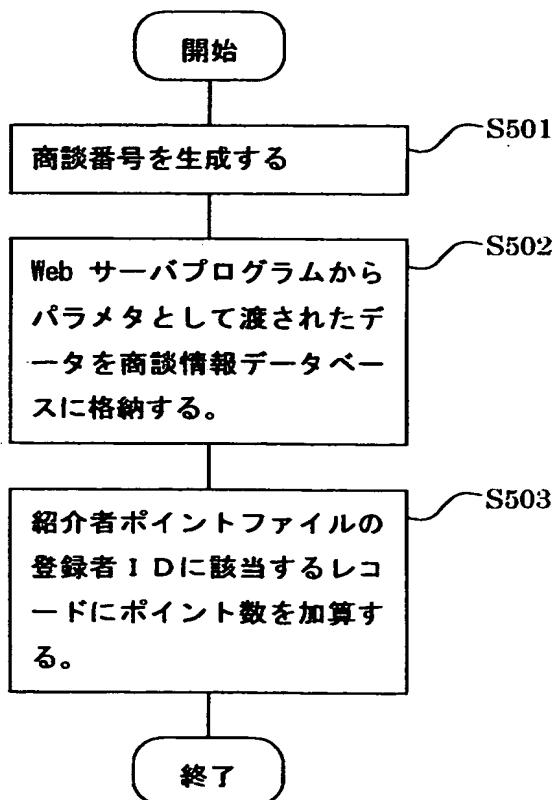 開始
商談番号を生成する
S501
Web サーバプログラムから
パラメタとして渡されたデ
ータを商談情報データベー
スに格納する。
S502
紹介者ポイントファイルの
登録者ＩＤに該当するレコ
ードにポイント数を加算す
る。
S503
終了